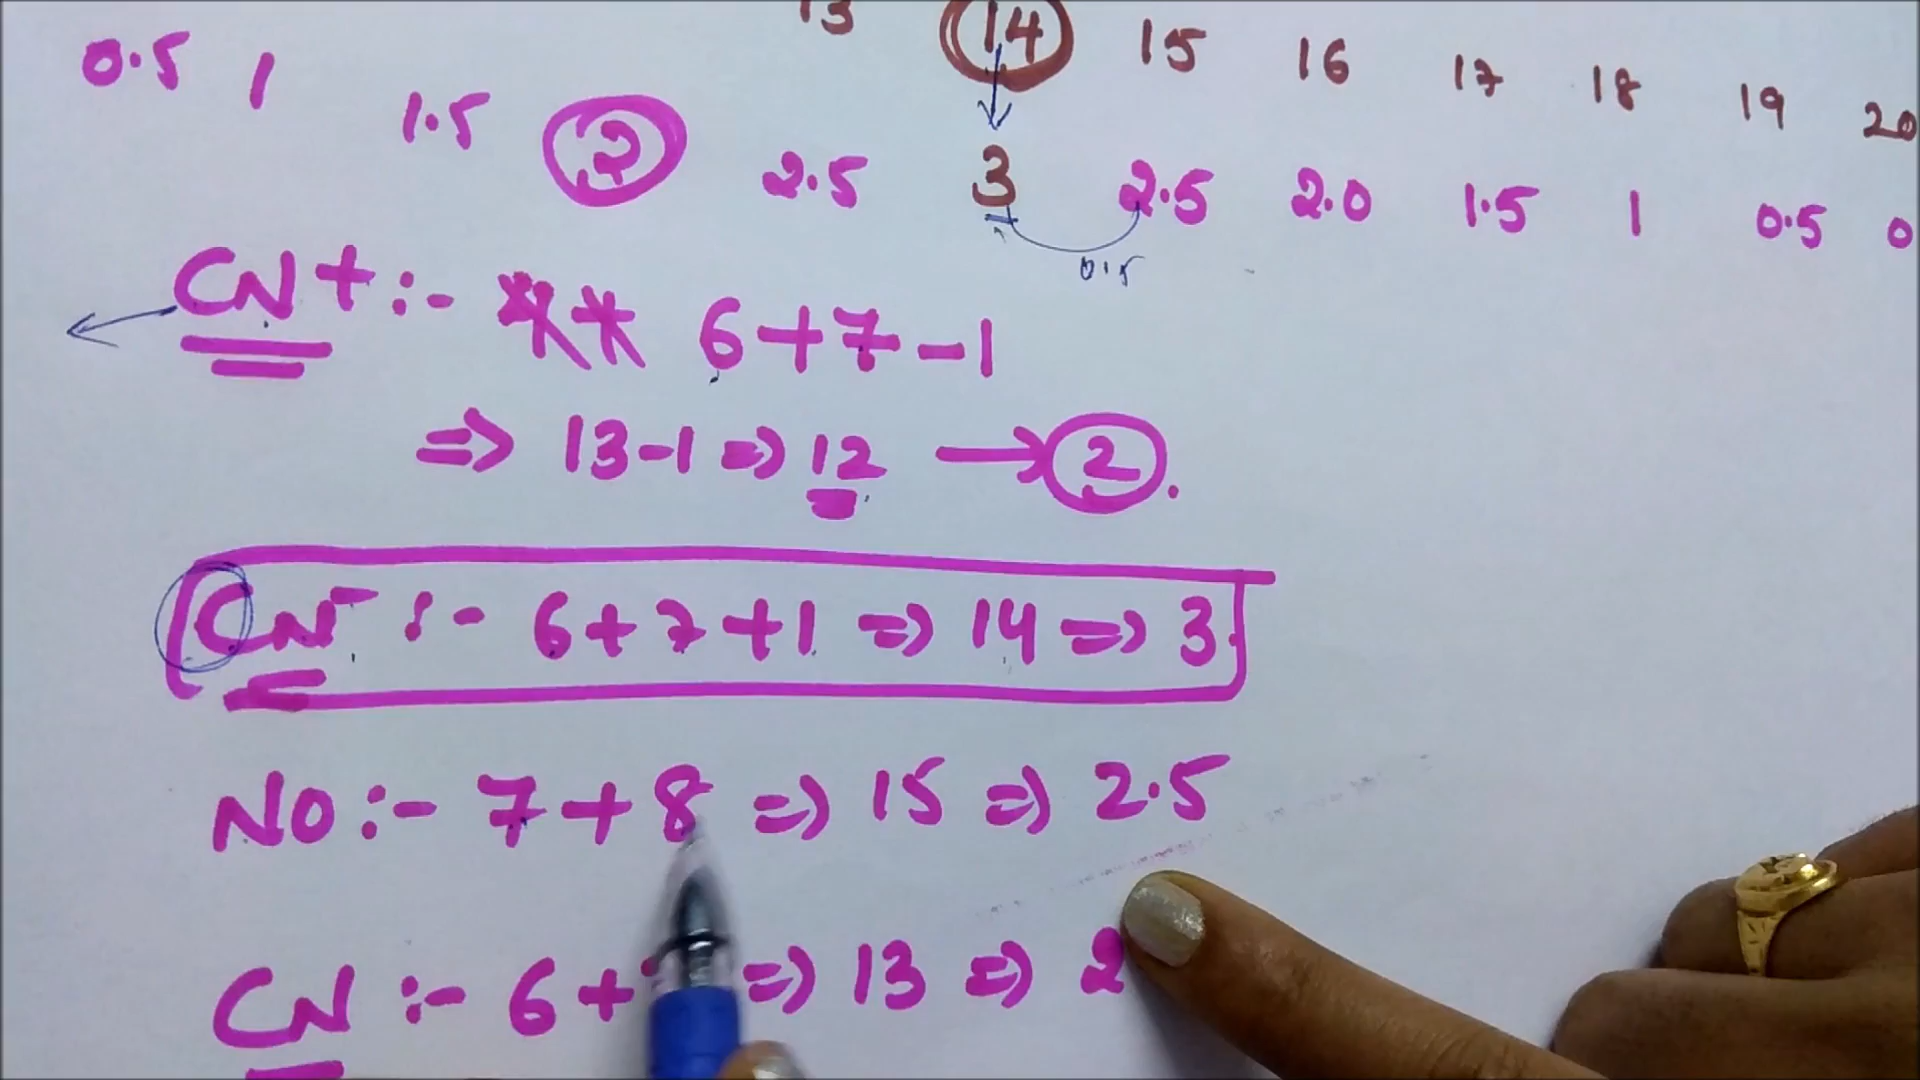 13 14 15 16 17 18 19 20
0.5 1 1.5 2 2.5 3 2.5 2.0 1.5 1 0.5 0
0.5
CN+ :- ** 6+7-1
=> 13-1 => 12 → 2.
CN- :- 6+7+1 => 14 => 3.
NO :- 7+8 => 15 => 2.5
CN :- 6+ => 13 => 2